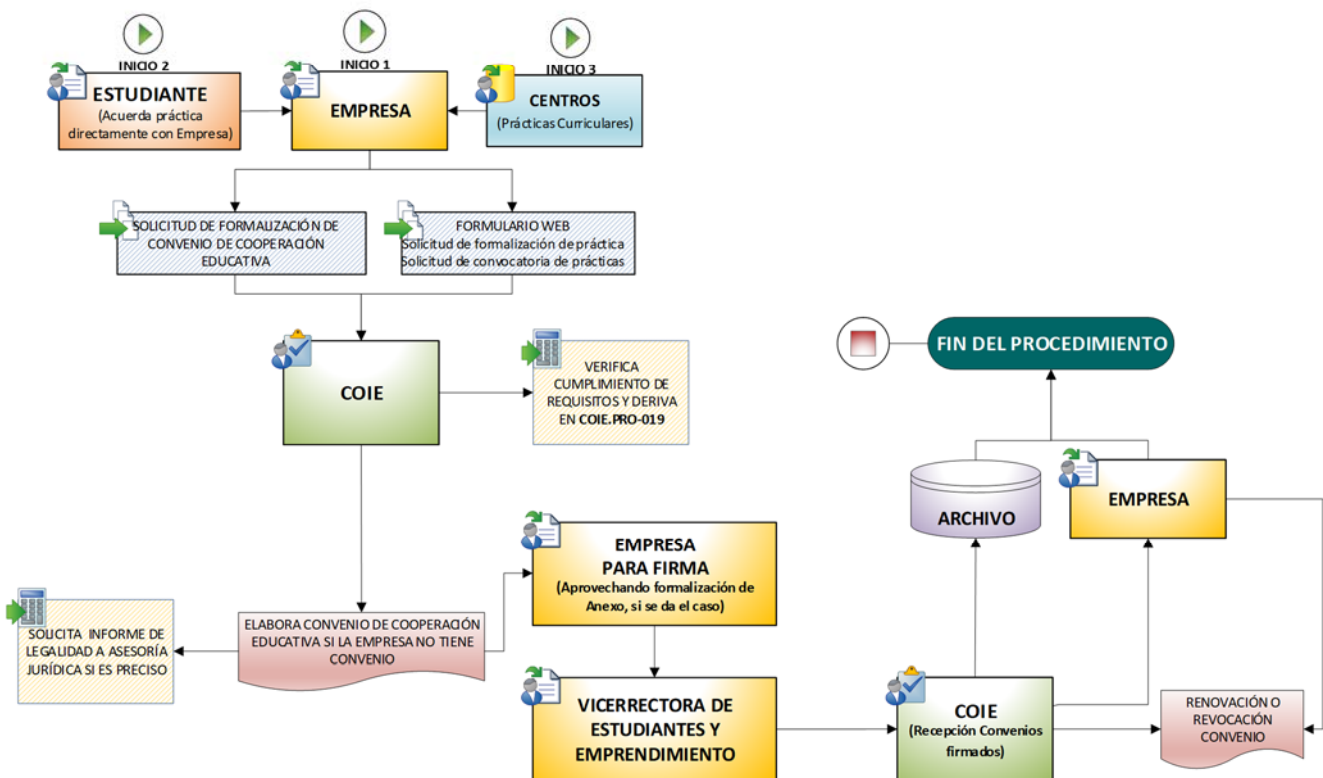 INICIO 2
INICIO 1
INICIO 3
ESTUDIANTE
(Acuerda práctica
directamente con Empresa)
EMPRESA
CENTROS
(Prácticas Curriculares)
SOLICITUD DE FORMALIZACIÓN DE
CONVENIO DE COOPERACIÓN
EDUCATIVA
FORMULARIO WEB
Solicitud de formalización de práctica
Solicitud de convocatoria de prácticas
COIE
VERIFICA
CUMPLIMIENTO DE
REQUISITOS Y DERIVA
EN COIE.PRO-019
FIN DEL PROCEDIMIENTO
ARCHIVO
EMPRESA
EMPRESA
PARA FIRMA
(Aprovechando formalización de
Anexo, si se da el caso)
SOLICITA INFORME DE
LEGALIDAD A ASESORÍA
JURÍDICA SI ES PRECISO
ELABORA CONVENIO DE COOPERACIÓN
EDUCATIVA SI LA EMPRESA NO TIENE
CONVENIO
VICERRECTORA DE
ESTUDIANTES Y
EMPRENDIMIENTO
COIE
(Recepción Convenios
firmados)
RENOVACIÓN O
REVOCACIÓN
CONVENIO